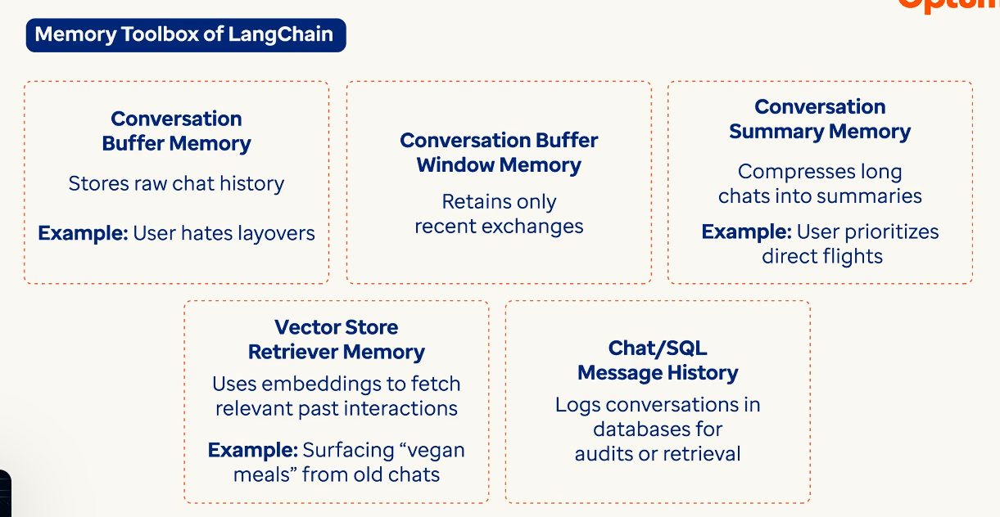 Memory Toolbox of LangChain
Conversation
Buffer Memory
Stores raw chat history
Example: User hates layovers
Conversation Buffer
Window Memory
Retains only
recent exchanges
Conversation
Summary Memory
Compresses long
chats into summaries
Example: User prioritizes
direct flights
Vector Store
Retriever Memory
Uses embeddings to fetch
relevant past interactions
Example: Surfacing “vegan
meals” from old chats
Chat/SQL
Message History
Logs conversations in
databases for
audits or retrieval